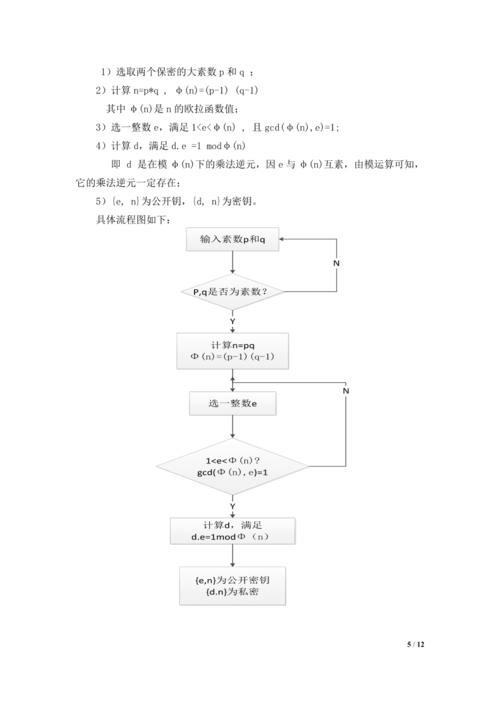 1）选取两个保密的大素数 p 和 q ；
2）计算 n=p*q , φ(n)=(p-1) (q-1)
其中 φ(n)是 n 的欧拉函数值；
3）选一整数 e，满足 1<e<φ(n) , 且 gcd(φ(n),e)=1;
4）计算 d，满足 d.e =1 modφ(n)
即 d 是在模 φ(n)下的乘法逆元，因 e 与 φ(n)互素，由模运算可知，
它的乘法逆元一定存在；
5）{e, n}为公开钥，{d, n}为密钥。
具体流程图如下：
输入素数p和q
N
P,q是否为素数？
Y
计算n=pq
Φ(n)=(p-1)(q-1)
N
选一整数e
1<e<Φ(n)？
gcd(Φ(n),e)=1
Y
计算d，满足
d.e=1modΦ（n）
{e,n}为公开密钥
{d.n}为私密
5 / 12